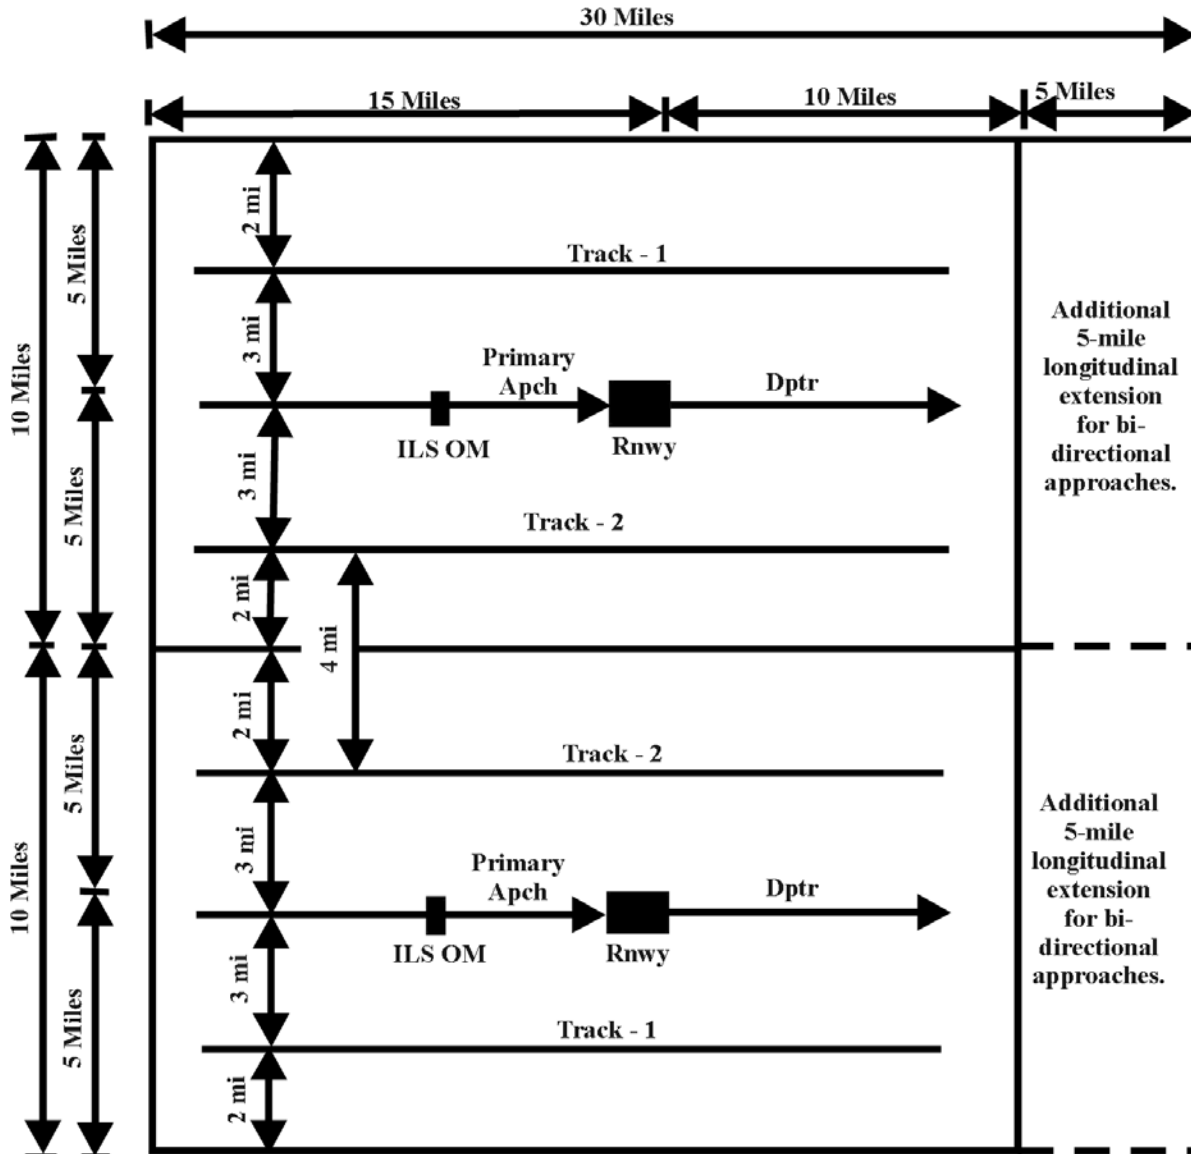 30 Miles
15 Miles
10 Miles
5 Miles
2 mi
Track - 1
3 mi
5 Miles
10 Miles
Primary
Apch
Dptr
ILS OM
Rnwy
3 mi
5 Miles
Track - 2
2 mi
4 mi
Additional
5-mile
longitudinal
extension
for bi-
directional
approaches.
2 mi
Track - 2
5 Miles
10 Miles
3 mi
Primary
Apch
Dptr
ILS OM
Rnwy
3 mi
5 Miles
Track - 1
2 mi
Additional
5-mile
longitudinal
extension
for bi-
directional
approaches.